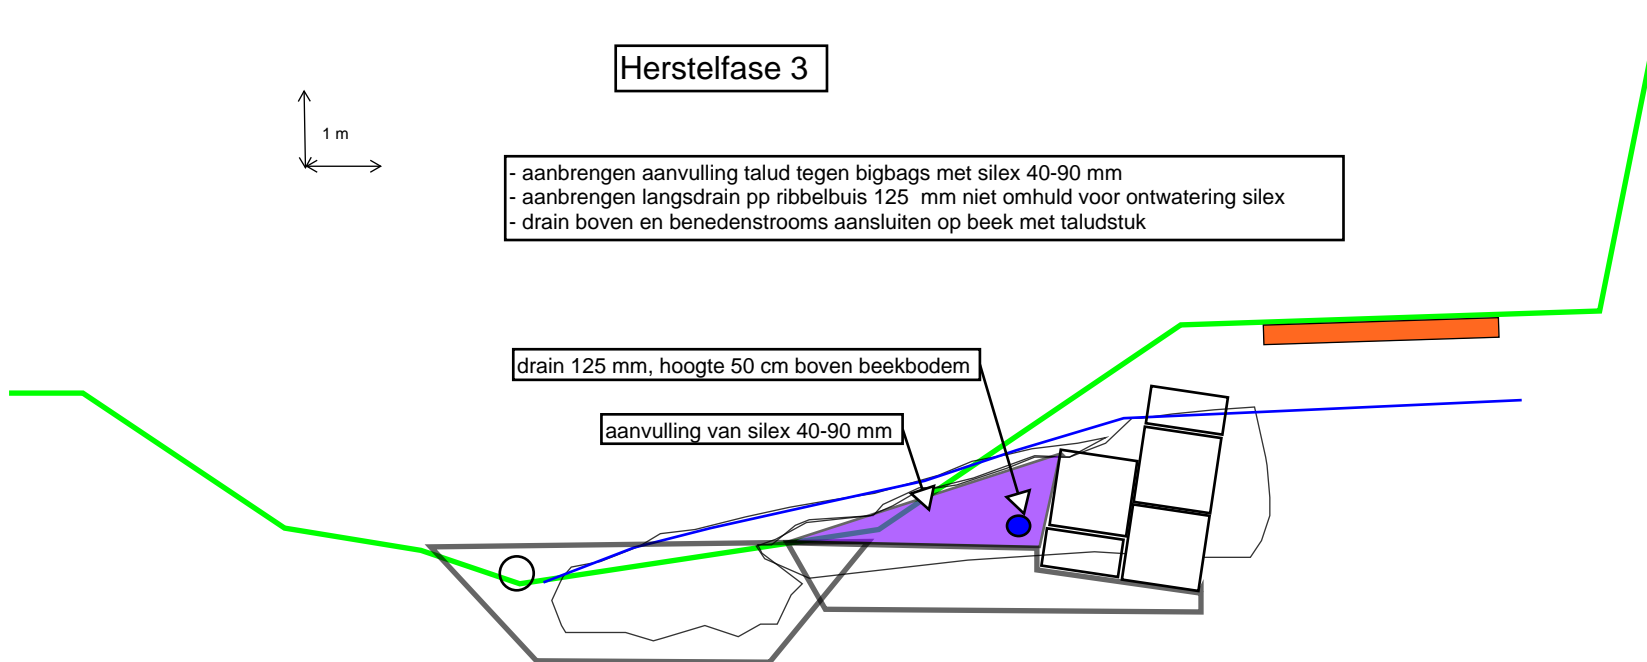 Herstelfase 3
1 m
- aanbrengen aanvulling talud tegen bigbags met silex 40-90 mm
- aanbrengen langsdrain pp ribbelbuis 125  mm niet omhuld voor ontwatering silex
- drain boven en benedenstrooms aansluiten op beek met taludstuk
drain 125 mm, hoogte 50 cm boven beekbodem
aanvulling van silex 40-90 mm